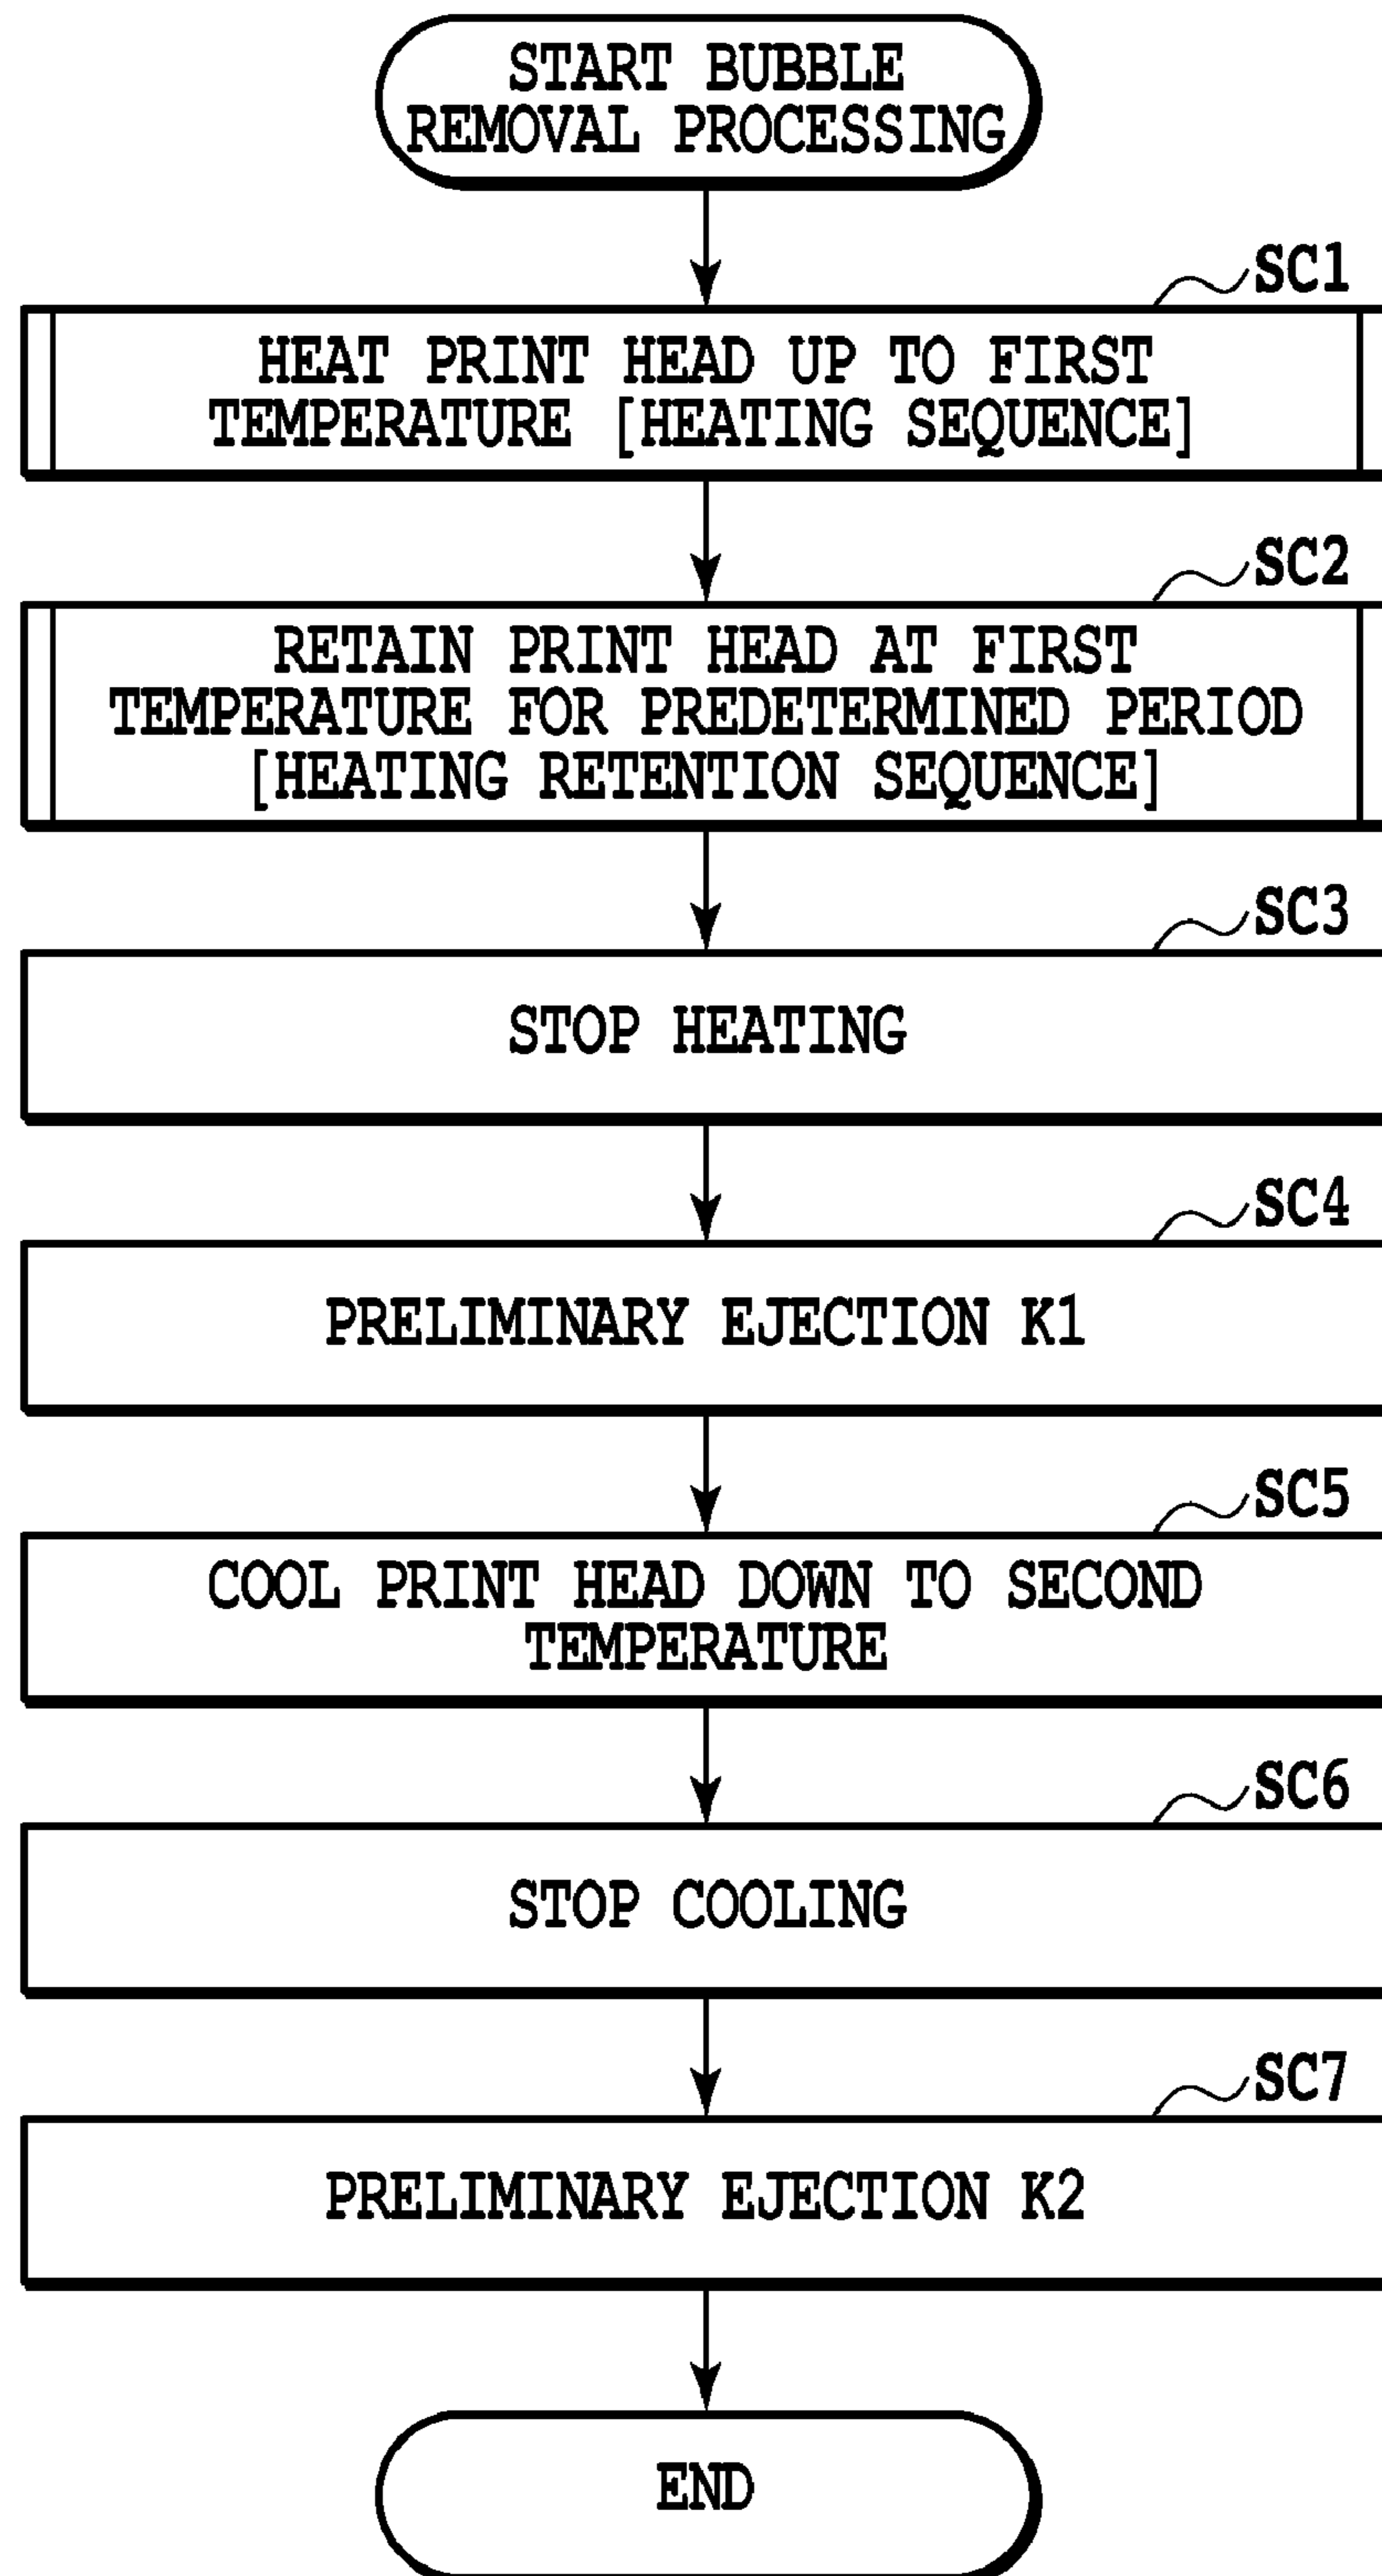 START BUBBLE
REMOVAL PROCESSING
SC1
HEAT PRINT HEAD UP TO FIRST
TEMPERATURE [HEATING SEQUENCE]
SC2
RETAIN PRINT HEAD AT FIRST
TEMPERATURE FOR PREDETERMINED PERIOD
[HEATING RETENTION SEQUENCE]
SC3
STOP HEATING
SC4
PRELIMINARY EJECTION K1
SC5
COOL PRINT HEAD DOWN TO SECOND
TEMPERATURE
SC6
STOP COOLING
SC7
PRELIMINARY EJECTION K2
END